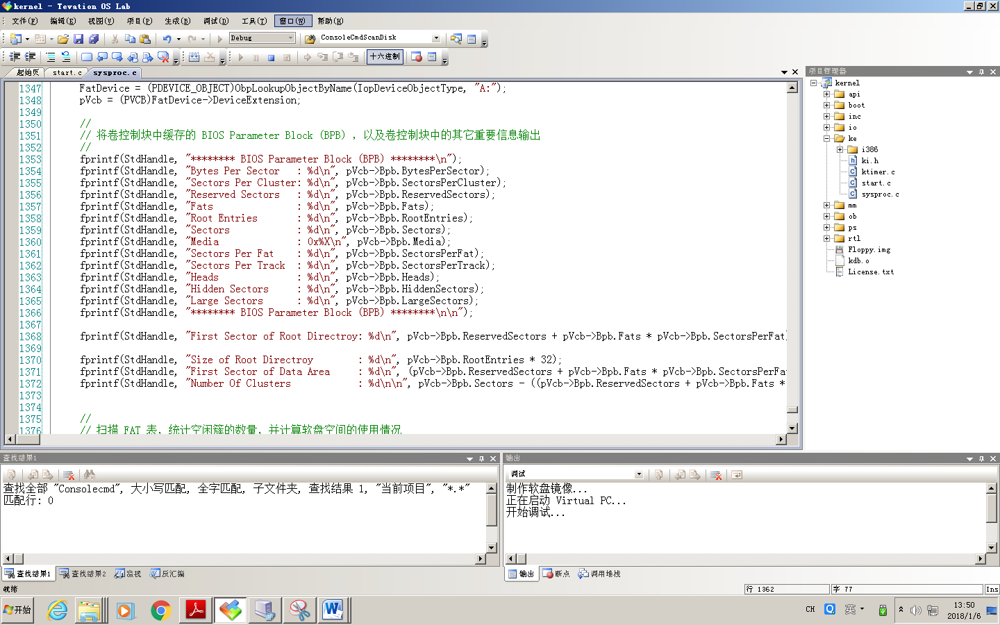 kernel - Tevation OS Lab
文件(F) 编辑(E) 视图(V) 项目(P) 生成(B) 调试(D) 工具(T) 窗口(W) 帮助(H)
Debug ConsoleCmdScanDisk
十六进制
起始页 start.c sysproc.c
1347 FatDevice = (PDEVICE_OBJECT)ObpLookupObjectByName(IopDeviceObjectType, "A:");
1348 pVcb = (PVCB)FatDevice->DeviceExtension;
1349
1350 //
1351 // 将卷控制块中缓存的 BIOS Parameter Block (BPB) , 以及卷控制块中的其它重要信息输出
1352 //
1353 fprintf(StdHandle, "******** BIOS Parameter Block (BPB) ********\n");
1354 fprintf(StdHandle, "Bytes Per Sector   : %d\n", pVcb->Bpb.BytesPerSector);
1355 fprintf(StdHandle, "Sectors Per Cluster: %d\n", pVcb->Bpb.SectorsPerCluster);
1356 fprintf(StdHandle, "Reserved Sectors   : %d\n", pVcb->Bpb.ReservedSectors);
1357 fprintf(StdHandle, "Fats               : %d\n", pVcb->Bpb.Fats);
1358 fprintf(StdHandle, "Root Entries       : %d\n", pVcb->Bpb.RootEntries);
1359 fprintf(StdHandle, "Sectors            : %d\n", pVcb->Bpb.Sectors);
1360 fprintf(StdHandle, "Media              : 0x%X\n", pVcb->Bpb.Media);
1361 fprintf(StdHandle, "Sectors Per Fat    : %d\n", pVcb->Bpb.SectorsPerFat);
1362 fprintf(StdHandle, "Sectors Per Track  : %d\n", pVcb->Bpb.SectorsPerTrack);
1363 fprintf(StdHandle, "Heads              : %d\n", pVcb->Bpb.Heads);
1364 fprintf(StdHandle, "Hidden Sectors     : %d\n", pVcb->Bpb.HiddenSectors);
1365 fprintf(StdHandle, "Large Sectors      : %d\n", pVcb->Bpb.LargeSectors);
1366 fprintf(StdHandle, "******** BIOS Parameter Block (BPB) ********\n\n");
1367
1368 fprintf(StdHandle, "First Sector of Root Directroy: %d\n", pVcb->Bpb.ReservedSectors + pVcb->Bpb.Fats * pVcb->Bpb.SectorsPerFat)
1369
1370 fprintf(StdHandle, "Size of Root Directroy        : %d\n", pVcb->Bpb.RootEntries * 32);
1371 fprintf(StdHandle, "First Sector of Data Area     : %d\n", (pVcb->Bpb.ReservedSectors + pVcb->Bpb.Fats * pVcb->Bpb.SectorsPerFa
1372 fprintf(StdHandle, "Number Of Clusters            : %d\n\n", pVcb->Bpb.Sectors - ((pVcb->Bpb.ReservedSectors + pVcb->Bpb.Fats *
1373
1374
1375 //
1376 // 扫描 FAT 表, 统计空闲簇的数量, 并计算软盘空间的使用情况
项目管理器
kernel
api
boot
inc
io
ke
i386
ki.h
ktimer.c
start.c
sysproc.c
mm
ob
ps
rtl
Floppy.img
kdb.o
License.txt
查找结果1
查找全部 "Consolecmd", 大小写匹配, 全字匹配, 子文件夹, 查找结果 1, "当前项目", "*.*"
匹配行: 0
查找结果1 查找结果2 监视 反汇编
输出
调试
制作软盘镜像...
正在启动 Virtual PC...
开始调试...
输出 断点 调用堆栈
就绪 行 1362 字 77 Ins
开始 CH 英 13:50
2018/1/6